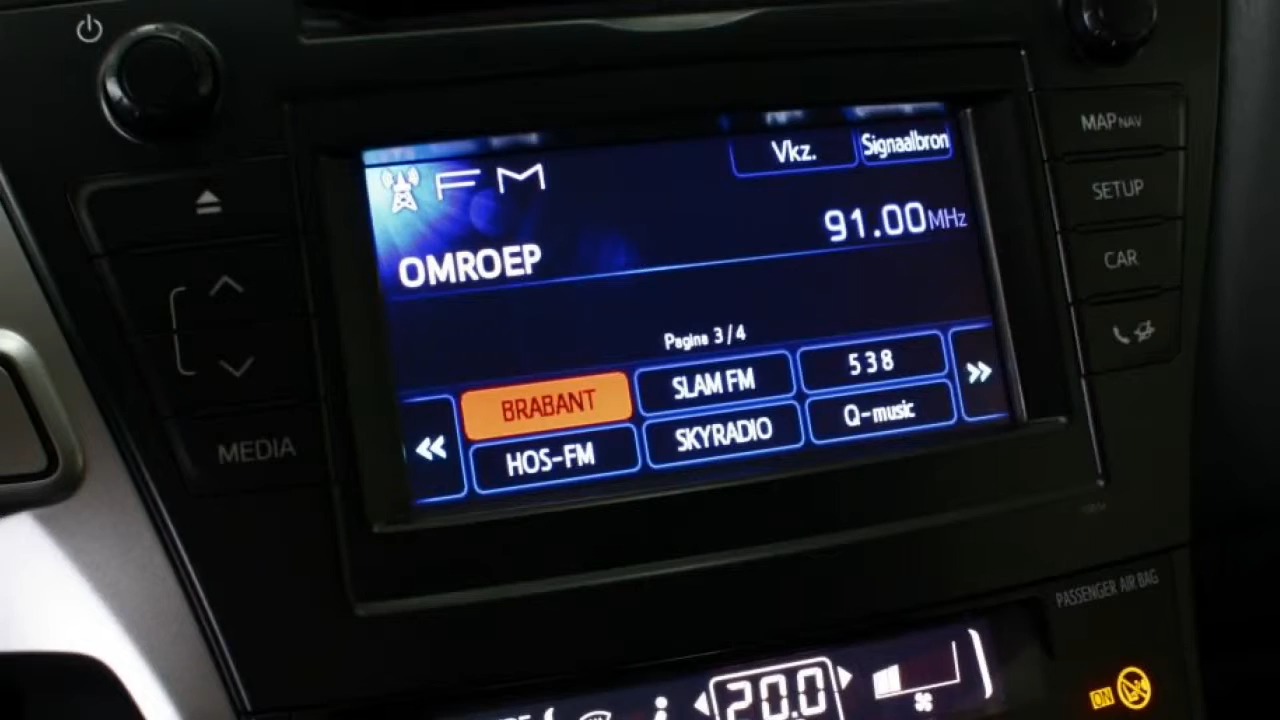 FM
Vkz.
Signaalbron
91.00MHz
OMROEP
Pagina 3/4
BRABANT
SLAM FM
538
HOS-FM
SKYRADIO
Q-music
MEDIA
MAP NAV
SETUP
CAR
PASSENGER AIR BAG
ON
20.0